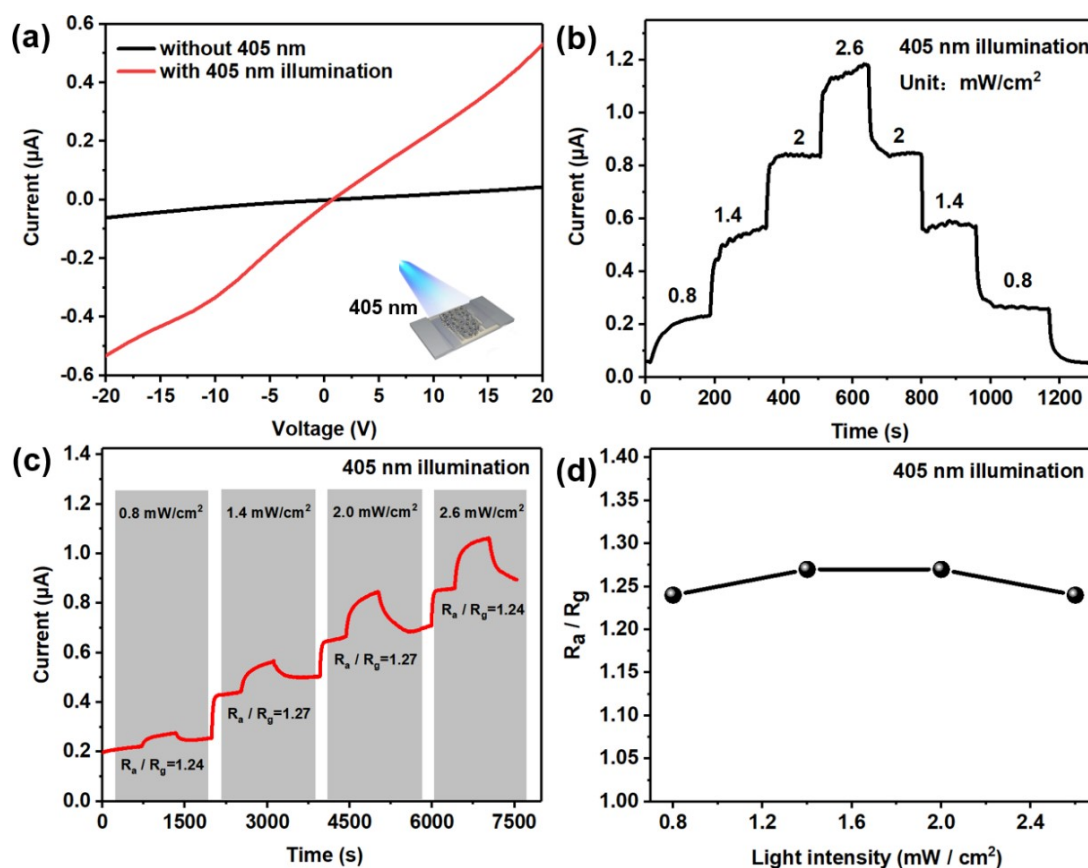 (a)
without 405 nm
with 405 nm illumination
405 nm
Current (µA)
0.6
0.4
0.2
0.0
-0.2
-0.4
-0.6
-20
-15
-10
-5
0
5
10
15
20
Voltage (V)
(b)
405 nm illumination
Unit： mW/cm²
0.8
1.4
2
2.6
2
1.4
0.8
Current (µA)
1.2
1.0
0.8
0.6
0.4
0.2
0.0
0
200
400
600
800
1000
1200
Time (s)
(c)
405 nm illumination
0.8 mW/cm²
1.4 mW/cm²
2.0 mW/cm²
2.6 mW/cm²
Rₐ / R_g=1.24
Rₐ / R_g=1.27
Rₐ / R_g=1.27
Rₐ / R_g=1.24
Current (µA)
1.4
1.2
1.0
0.8
0.6
0.4
0.2
0.0
0
1500
3000
4500
6000
7500
Time (s)
(d)
405 nm illumination
Rₐ / R_g
1.40
1.35
1.30
1.25
1.20
1.15
1.10
1.05
1.00
0.8
1.2
1.6
2.0
2.4
Light intensity (mW / cm²)